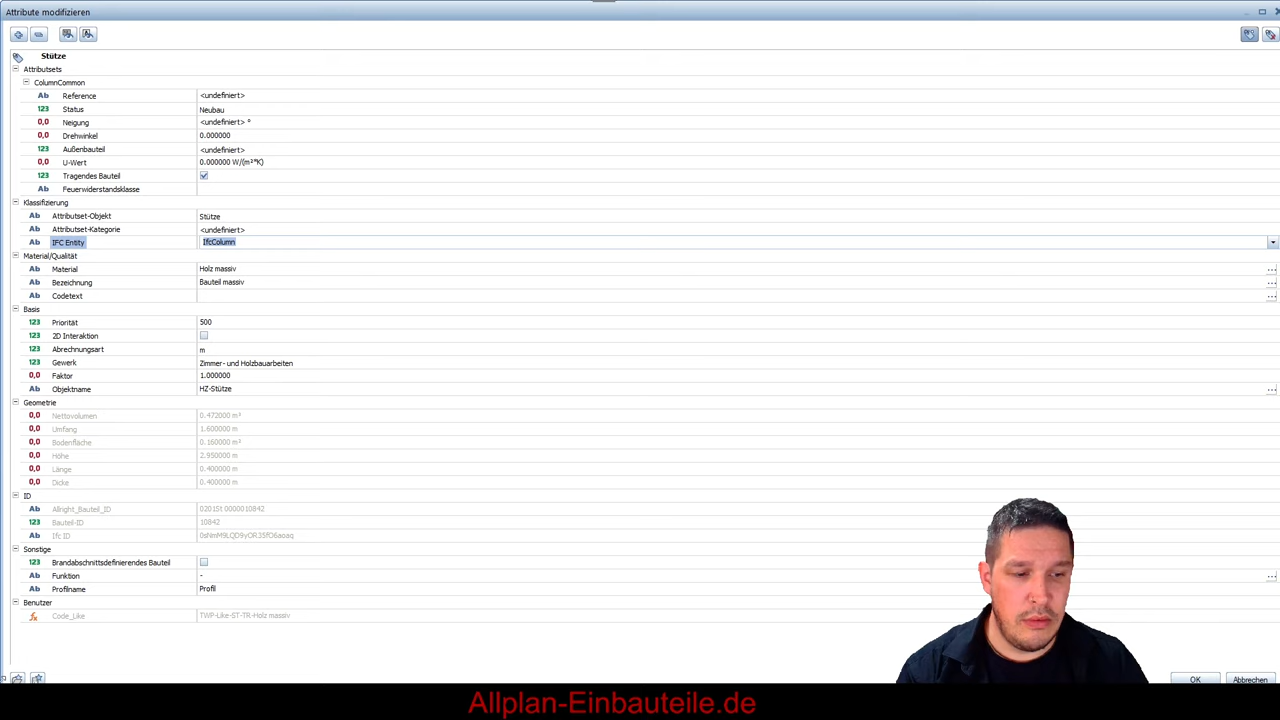 Attribute modifizieren
Stütze
Attributsets
ColumnCommon
Ab Reference <undefiniert>
123 Status Neubau
0,0 Neigung <undefiniert> °
0,0 Drehwinkel 0.000000
123 Außenbauteil <undefiniert>
0,0 U-Wert 0.000000 W/(m²*K)
123 Tragendes Bauteil
Ab Feuerwiderstandsklasse
Klassifizierung
Ab Attributset-Objekt Stütze
Ab Attributset-Kategorie <undefiniert>
Ab IFC Entity IfcColumn
Material/Qualität
Ab Material Holz massiv ...
Ab Bezeichnung Bauteil massiv ...
Ab Codetext ...
Basis
123 Priorität 500
123 2D Interaktion
123 Abrechnungsart m
123 Gewerk Zimmer- und Holzbauarbeiten
0,0 Faktor 1.000000
Ab Objektname HZ-Stütze ...
Geometrie
0,0 Nettovolumen 0.472000 m³
0,0 Umfang 1.600000 m
0,0 Bodenfläche 0.160000 m²
0,0 Höhe 2.950000 m
0,0 Länge 0.400000 m
0,0 Dicke 0.400000 m
ID
Ab Allright_Bauteil_ID
123 Bauteil-ID 10842
Ab Ifc ID
Sonstige
123 Brandabschnittsdefinierendes Bauteil
Ab Funktion - ...
Ab Profilname Profil
Benutzer
fx Code_Like TWP-Like-ST-TR-Holz massiv
OK Abbrechen
Allplan-Einbauteile.de